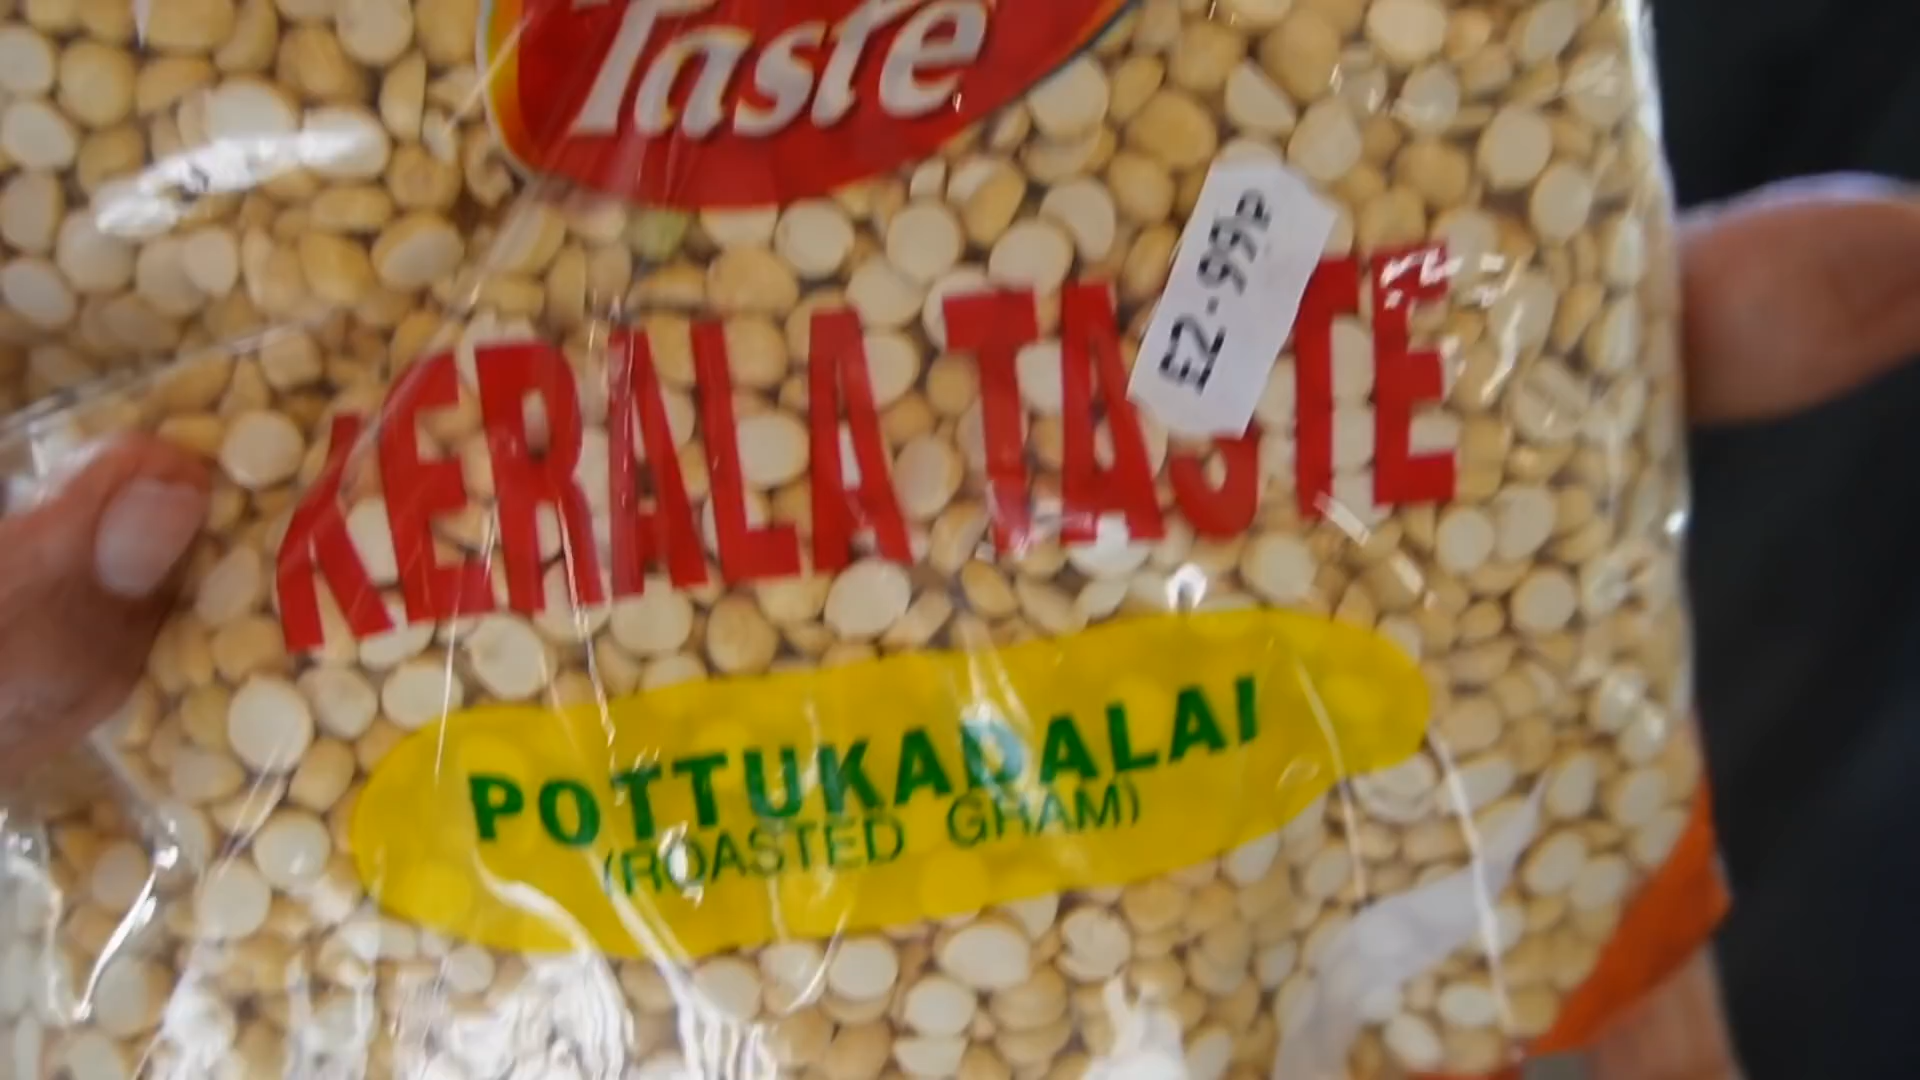 Taste
£2-99p
KERALA TASTE
POTTUKADALAI
(ROASTED GRAM)